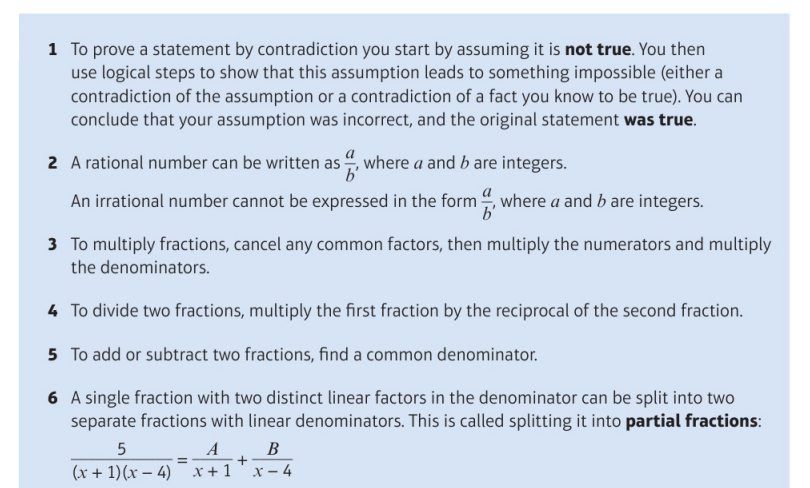 1 To prove a statement by contradiction you start by assuming it is not true. You then
use logical steps to show that this assumption leads to something impossible (either a
contradiction of the assumption or a contradiction of a fact you know to be true). You can
conclude that your assumption was incorrect, and the original statement was true.
2 A rational number can be written as a/b, where a and b are integers.
An irrational number cannot be expressed in the form a/b, where a and b are integers.
3 To multiply fractions, cancel any common factors, then multiply the numerators and multiply
the denominators.
4 To divide two fractions, multiply the first fraction by the reciprocal of the second fraction.
5 To add or subtract two fractions, find a common denominator.
6 A single fraction with two distinct linear factors in the denominator can be split into two
separate fractions with linear denominators. This is called splitting it into partial fractions:
5/((x + 1)(x – 4)) = A/(x + 1) + B/(x – 4)